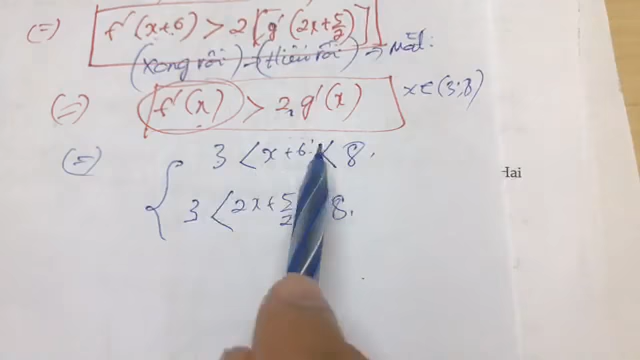 (=) f'(x+6) > 2[g'(2x+5/2)]
(xong rồi) – (Hiểu rồi) → Mất:
(=) f'(x) > 2.g'(x) x∈(3;8)
(=) { 3 < x+6 < 8.
3 < 2x+5/2 8.
Hai